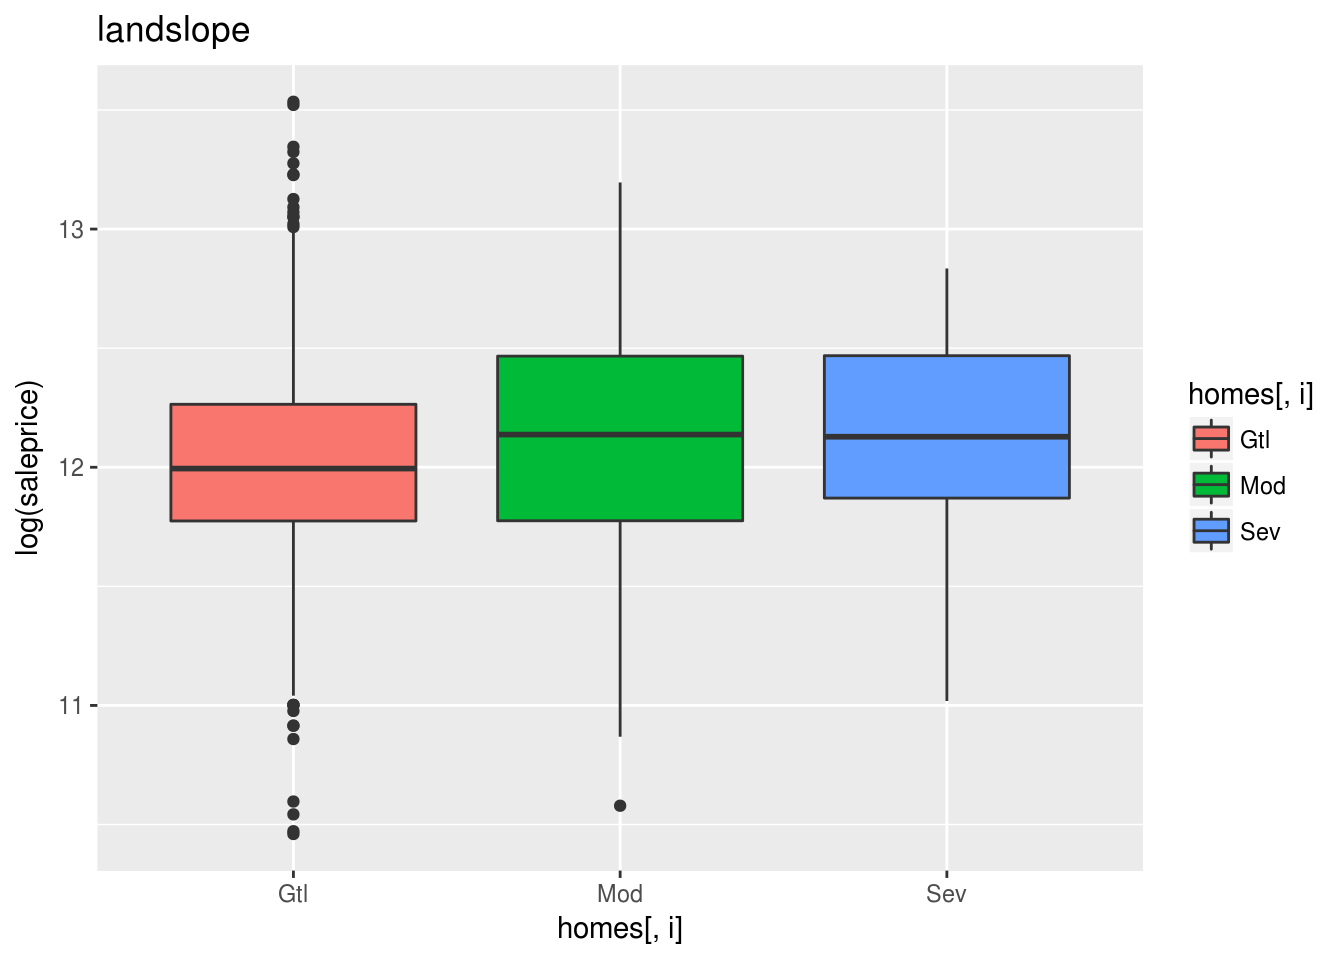 landslope
log(saleprice)
13
12
11
Gtl
Mod
Sev
homes[, i]
homes[, i]
Gtl
Mod
Sev